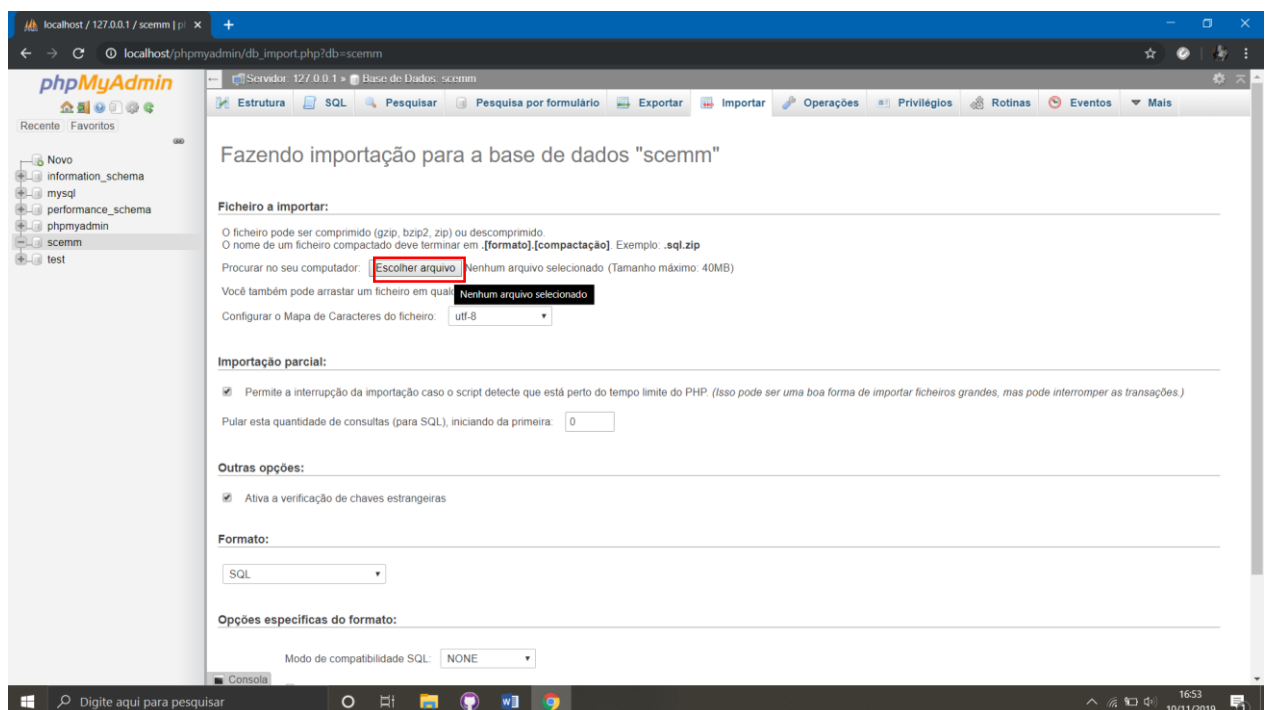 localhost / 127.0.0.1 / scemm | pl
localhost/phpmyadmin/db_import.php?db=scemm
phpMyAdmin
Recente Favoritos
Novo
information_schema
mysql
performance_schema
phpmyadmin
scemm
test
Servidor: 127.0.0.1 » Base de Dados: scemm
Estrutura SQL Pesquisar Pesquisa por formulário Exportar Importar Operações Privilégios Rotinas Eventos Mais
Fazendo importação para a base de dados "scemm"
Ficheiro a importar:
O ficheiro pode ser comprimido (gzip, bzip2, zip) ou descomprimido.
O nome de um ficheiro compactado deve terminar em .[formato].[compactação]. Exemplo: .sql.zip
Procurar no seu computador: Escolher arquivo Nenhum arquivo selecionado (Tamanho máximo: 40MB)
Você também pode arrastar um ficheiro em qual
Nenhum arquivo selecionado
Configurar o Mapa de Caracteres do ficheiro: utf-8
Importação parcial:
Permite a interrupção da importação caso o script detecte que está perto do tempo limite do PHP. (Isso pode ser uma boa forma de importar ficheiros grandes, mas pode interromper as transações.)
Pular esta quantidade de consultas (para SQL), iniciando da primeira: 0
Outras opções:
Ativa a verificação de chaves estrangeiras
Formato:
SQL
Opções específicas do formato:
Modo de compatibilidade SQL: NONE
Consola
Digite aqui para pesquisar
16:53
10/11/2019